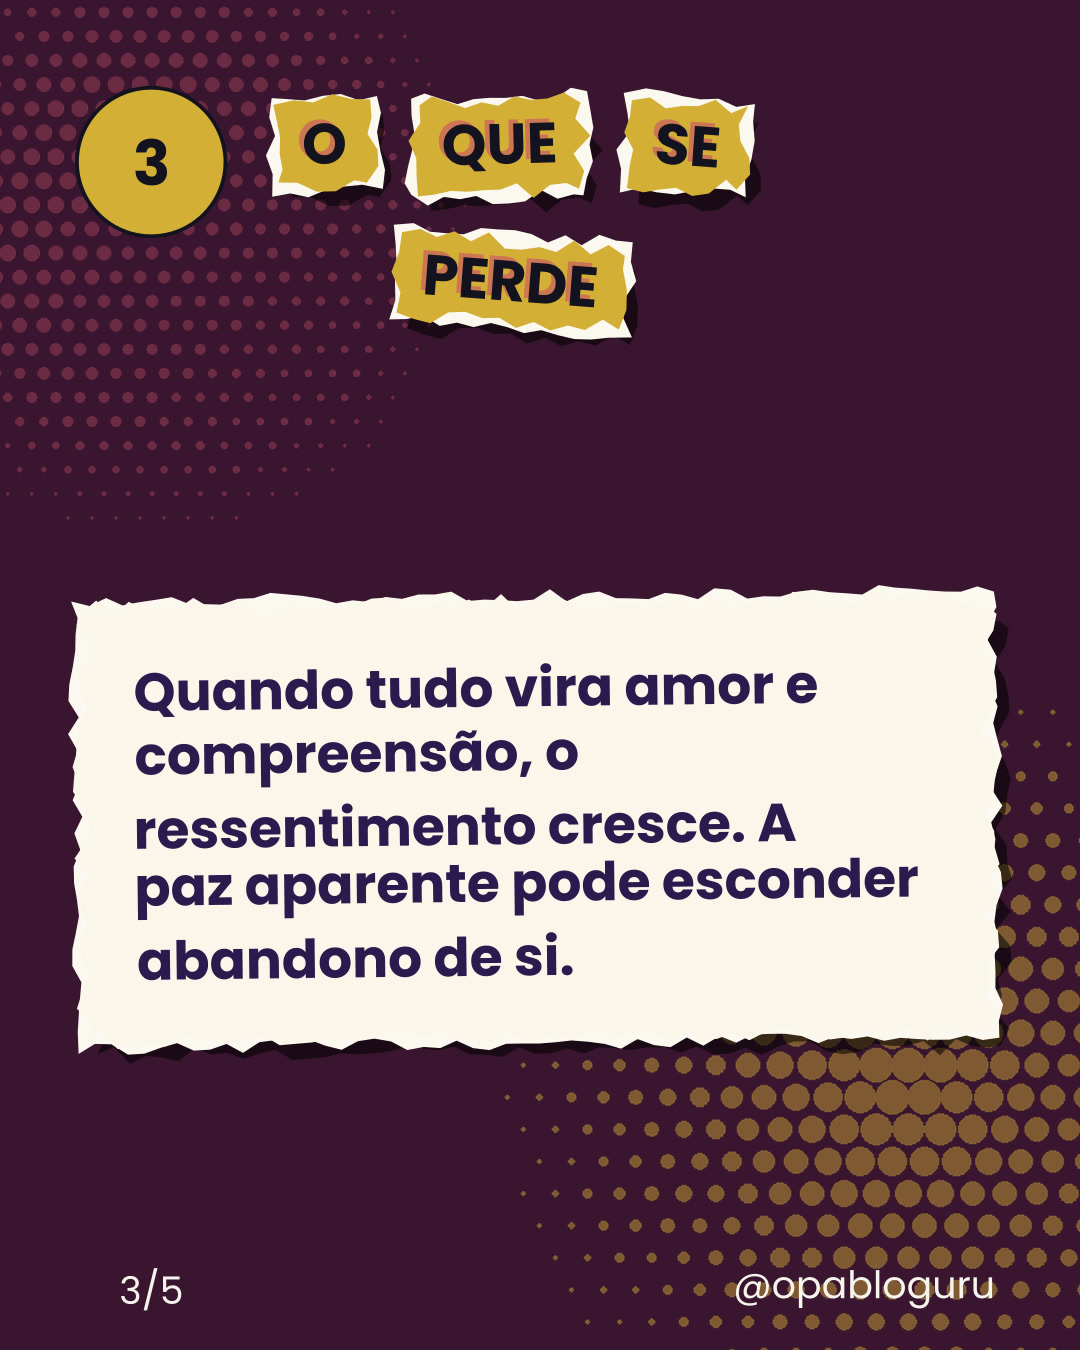 3
O QUE SE
PERDE
Quando tudo vira amor e
compreensão, o
ressentimento cresce. A
paz aparente pode esconder
abandono de si.
3/5
@opabloguru